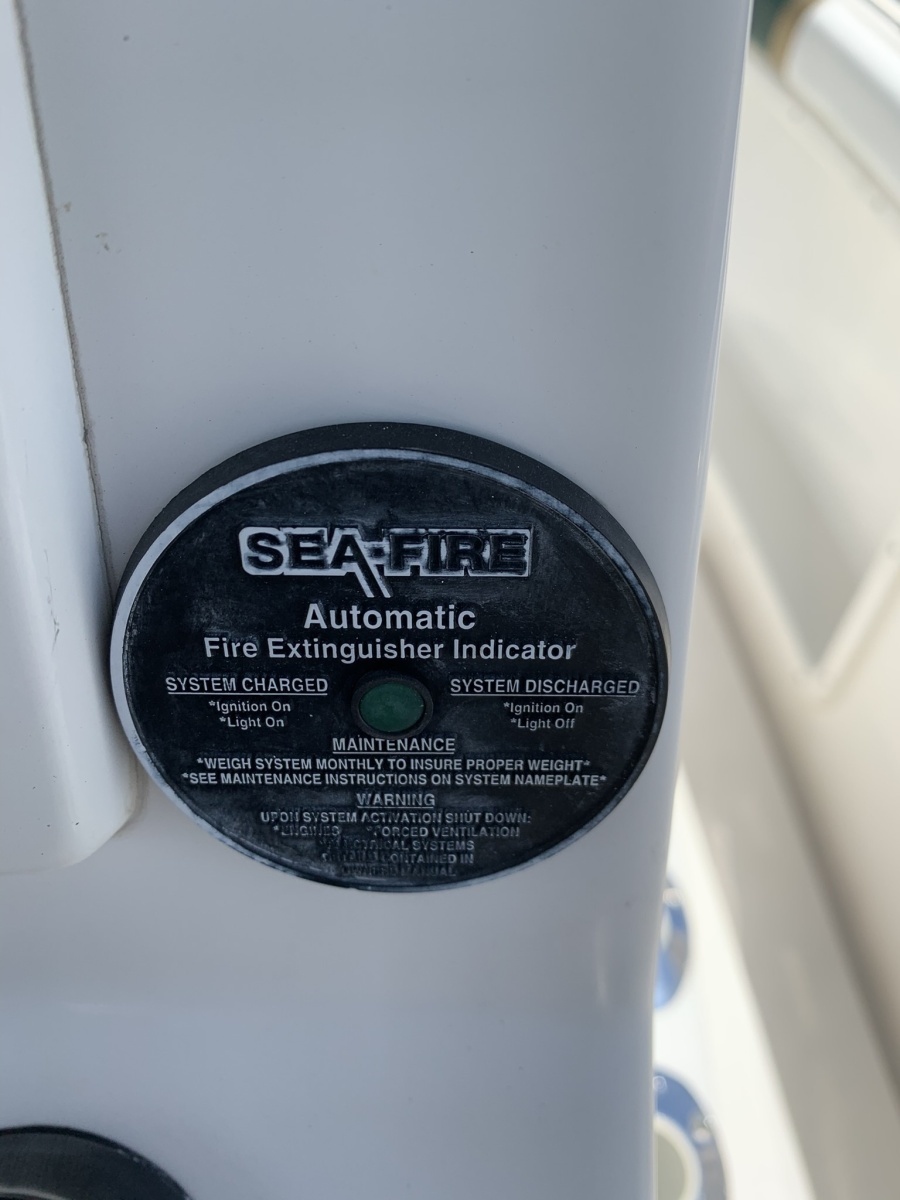 SEA-FIRE
Automatic
Fire Extinguisher Indicator
SYSTEM CHARGED
*Ignition On
*Light On
SYSTEM DISCHARGED
*Ignition On
*Light Off
MAINTENANCE
*WEIGH SYSTEM MONTHLY TO INSURE PROPER WEIGHT*
*SEE MAINTENANCE INSTRUCTIONS ON SYSTEM NAMEPLATE*
WARNING
UPON SYSTEM ACTIVATION SHUT DOWN:
*ENGINES *FORCED VENTILATION
SYSTEMS
CONTAINED IN
MANUAL